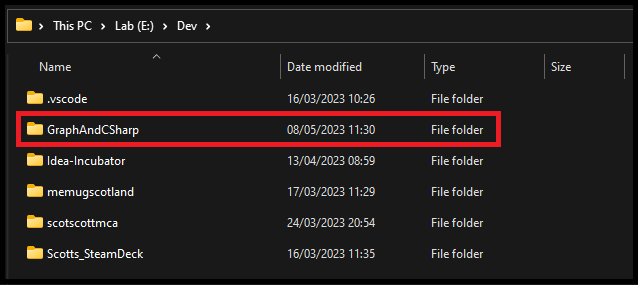 This PC > Lab (E:) > Dev >
Name Date modified Type Size
.vscode 16/03/2023 10:26 File folder
GraphAndCSharp 08/05/2023 11:30 File folder
Idea-Incubator 13/04/2023 08:59 File folder
memugscotland 17/03/2023 11:29 File folder
scotscottmca 24/03/2023 20:54 File folder
Scotts_SteamDeck 16/03/2023 11:35 File folder